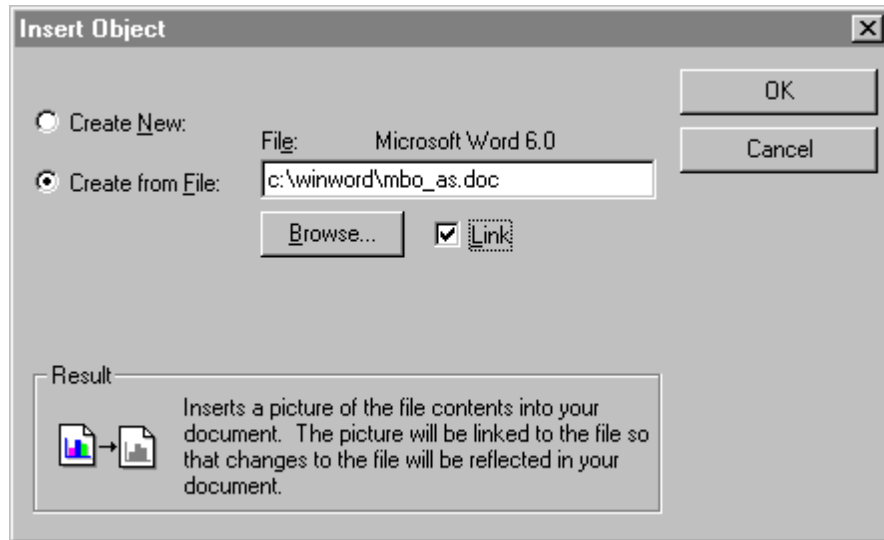 Insert Object
Create New:
File: Microsoft Word 6.0
Create from File:
c:\winword\mbo_as.doc
Browse...
Link
OK
Cancel
Result
Inserts a picture of the file contents into your
document. The picture will be linked to the file so
that changes to the file will be reflected in your
document.